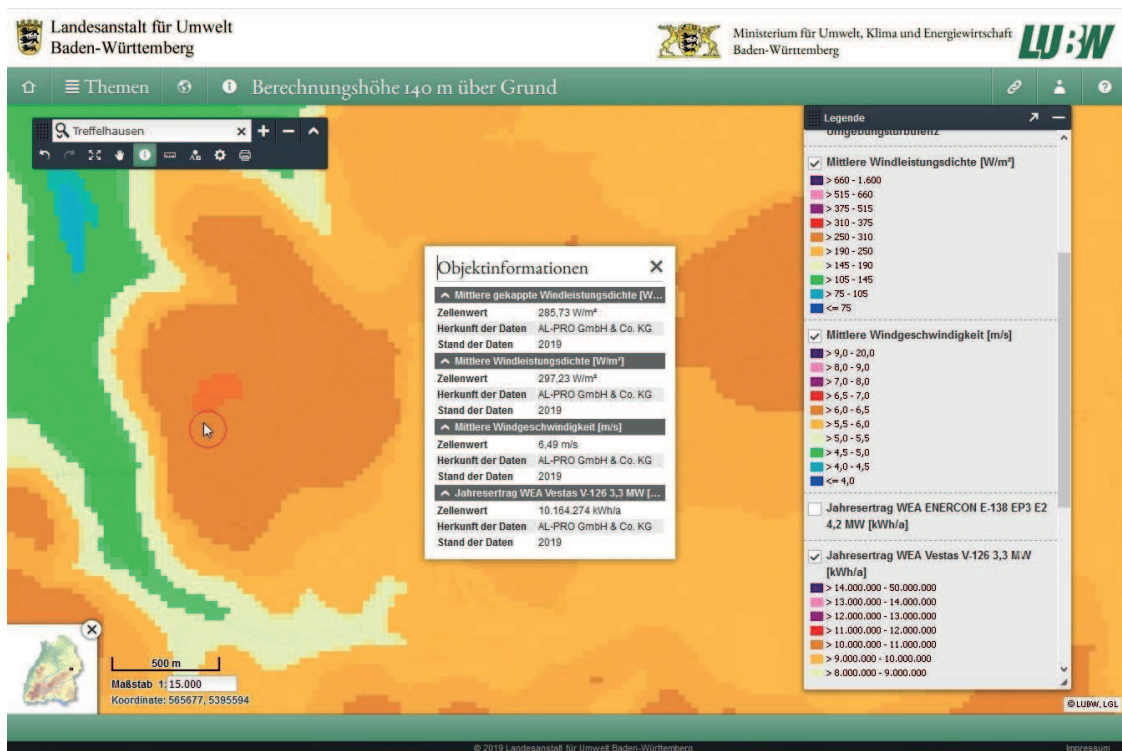 Landesanstalt für Umwelt
Baden-Württemberg
Ministerium für Umwelt, Klima und Energiewirtschaft
Baden-Württemberg
LUBW
Themen
Berechnungshöhe 140 m über Grund
Treffelhausen
Legende
Umgebungsturbulenz
Mittlere Windleistungsdichte [W/m²]
> 660 - 1.600
> 515 - 660
> 375 - 515
> 310 - 375
> 250 - 310
> 190 - 250
> 145 - 190
> 105 - 145
> 75 - 105
<= 75
Mittlere Windgeschwindigkeit [m/s]
> 9,0 - 20,0
> 8,0 - 9,0
> 7,0 - 8,0
> 6,5 - 7,0
> 6,0 - 6,5
> 5,5 - 6,0
> 5,0 - 5,5
> 4,5 - 5,0
> 4,0 - 4,5
<= 4,0
Jahresertrag WEA ENERCON E-138 EP3 E2
4,2 MW [kWh/a]
Jahresertrag WEA Vestas V-126 3,3 MW
[kWh/a]
> 14.000.000 - 50.000.000
> 13.000.000 - 14.000.000
> 12.000.000 - 13.000.000
> 11.000.000 - 12.000.000
> 10.000.000 - 11.000.000
> 9.000.000 - 10.000.000
> 8.000.000 - 9.000.000
Objektinformationen
Mittlere gekappte Windleistungsdichte [W...
Zellenwert 285,73 W/m²
Herkunft der Daten AL-PRO GmbH & Co. KG
Stand der Daten 2019
Mittlere Windleistungsdichte [W/m²]
Zellenwert 297,23 W/m²
Herkunft der Daten AL-PRO GmbH & Co. KG
Stand der Daten 2019
Mittlere Windgeschwindigkeit [m/s]
Zellenwert 6,49 m/s
Herkunft der Daten AL-PRO GmbH & Co. KG
Stand der Daten 2019
Jahresertrag WEA Vestas V-126 3,3 MW [...
Zellenwert 10.164.274 kWh/a
Herkunft der Daten AL-PRO GmbH & Co. KG
Stand der Daten 2019
500 m
Maßstab 1: 15.000
Koordinate: 565677, 5395594
© LUBW, LGL
© 2019 Landesanstalt für Umwelt Baden-Württemberg
Impressum